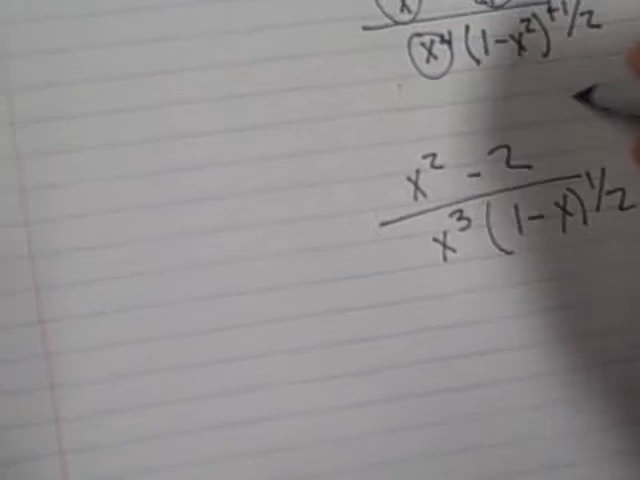 x⁴ (1-x²)^+1/2
x² - 2
x³ (1-x)^1/2